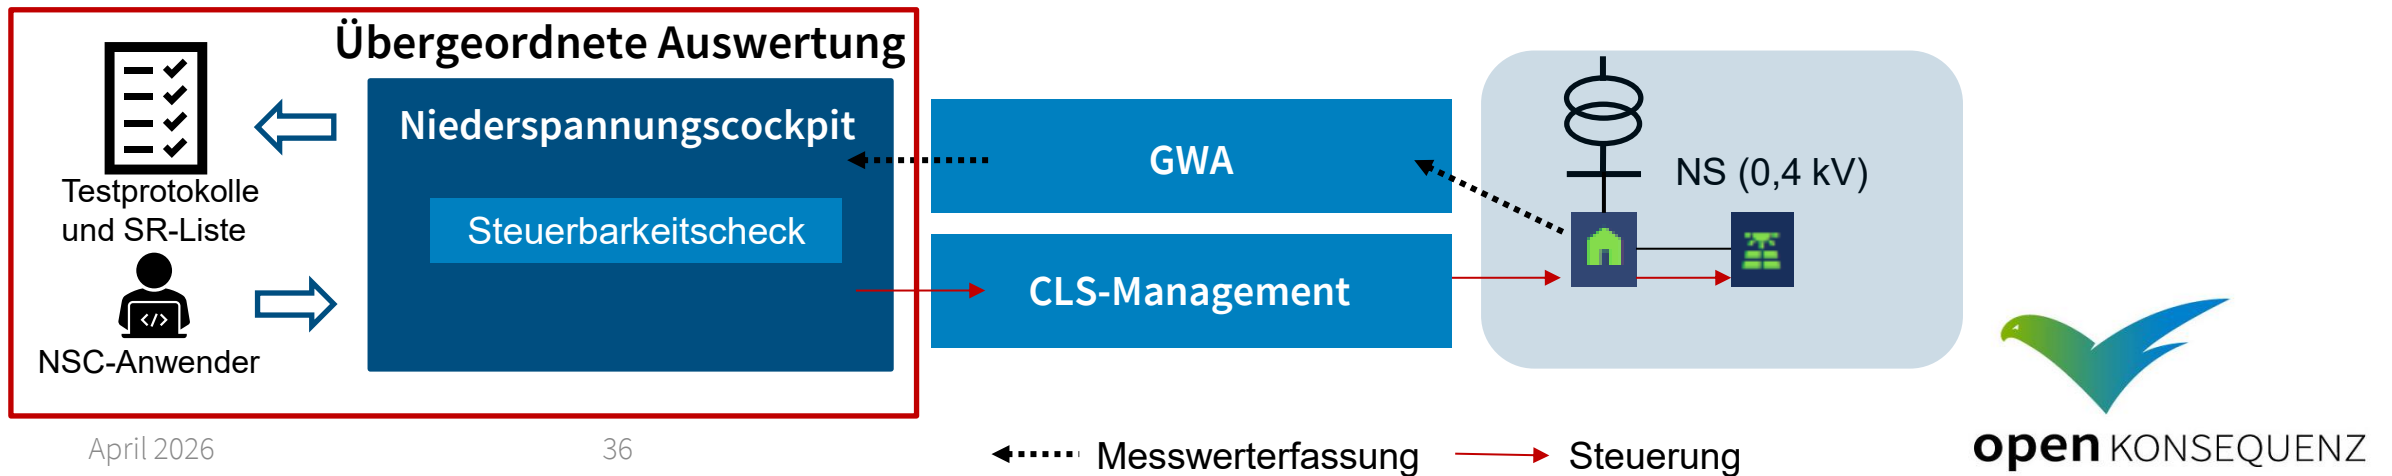 Übergeordnete Auswertung
Testprotokolle
und SR-Liste
NSC-Anwender
</>
Niederspannungscockpit
Steuerbarkeitscheck
GWA
CLS-Management
NS (0,4 kV)
April 2026
36
Messwerterfassung
Steuerung
open KONSEQUENZ